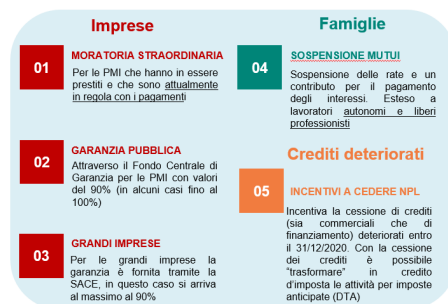 Imprese
01
MORATORIA STRAORDINARIA
Per le PMI che hanno in essere
prestiti e che sono attualmente
in regola con i pagamenti
02
GARANZIA PUBBLICA
Attraverso il Fondo Centrale di
Garanzia per le PMI con valori
del 90% (in alcuni casi fino al
100%)
03
GRANDI IMPRESE
Per le grandi imprese la
garanzia è fornita tramite la
SACE, in questo caso si arriva
al massimo al 90%
Famiglie
04
SOSPENSIONE MUTUI
Sospensione delle rate e un
contributo per il pagamento
degli interessi. Esteso a
lavoratori autonomi e liberi
professionisti
Crediti deteriorati
05
INCENTIVI A CEDERE NPL
Incentiva la cessione di crediti
(sia commerciali che di
finanziamento) deteriorati entro
il 31/12/2020. Con la cessione
dei crediti è possibile
"trasformare" in credito
d'imposta le attività per imposte
anticipate (DTA)